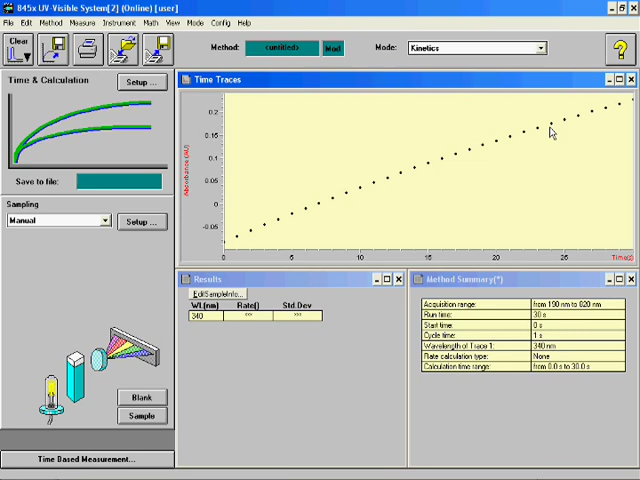 845x UV-Visible System[2] (Online) [user]
File Edit Method Measure Instrument Math View Mode Config Help
Clear
Method: <untitled> Mod Mode: Kinetics
Time & Calculation
Setup ...
Save to file:
Sampling
Manual
Setup ...
Blank
Sample
Time Based Measurement...
Time Traces
Absorbance (AU)
0.2
0.15
0.1
0.05
0
-0.05
0 5 10 15 20 25 Time(s)
Results
EditSampleInfo...
WL(nm) Rate() Std.Dev
340 *** ***
Method Summary(*)
Acquisition range: from 190 nm to 820 nm
Run time: 30 s
Start time: 0 s
Cycle time: 1 s
Wavelength of Trace 1: 340 nm
Rate calculation type: None
Calculation time range: from 0.0 s to 30.0 s